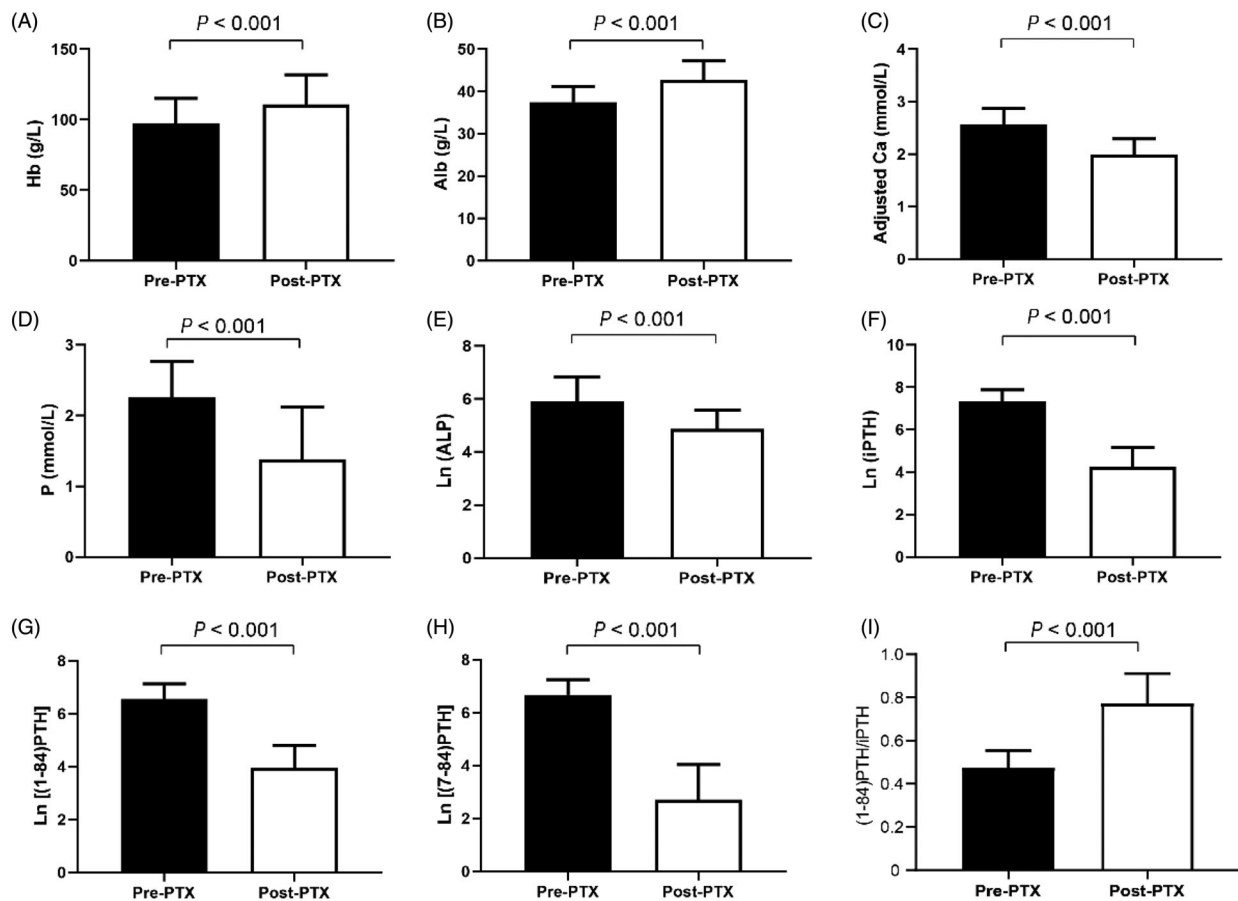 (A)
P < 0.001
150
100
50
0
Hb (g/L)
Pre-PTX
Post-PTX
(B)
P < 0.001
50
40
30
20
10
0
Alb (g/L)
Pre-PTX
Post-PTX
(C)
P < 0.001
4
3
2
1
0
Adjusted Ca (mmol/L)
Pre-PTX
Post-PTX
(D)
P < 0.001
3
2
1
0
P (mmol/L)
Pre-PTX
Post-PTX
(E)
P < 0.001
8
6
4
2
0
Ln (ALP)
Pre-PTX
Post-PTX
(F)
P < 0.001
10
8
6
4
2
0
Ln (iPTH)
Pre-PTX
Post-PTX
(G)
P < 0.001
8
6
4
2
0
Ln [(1-84)PTH]
Pre-PTX
Post-PTX
(H)
P < 0.001
8
6
4
2
0
Ln [(7-84)PTH]
Pre-PTX
Post-PTX
(I)
P < 0.001
1.0
0.8
0.6
0.4
0.2
0
(1-84)PTH/iPTH
Pre-PTX
Post-PTX